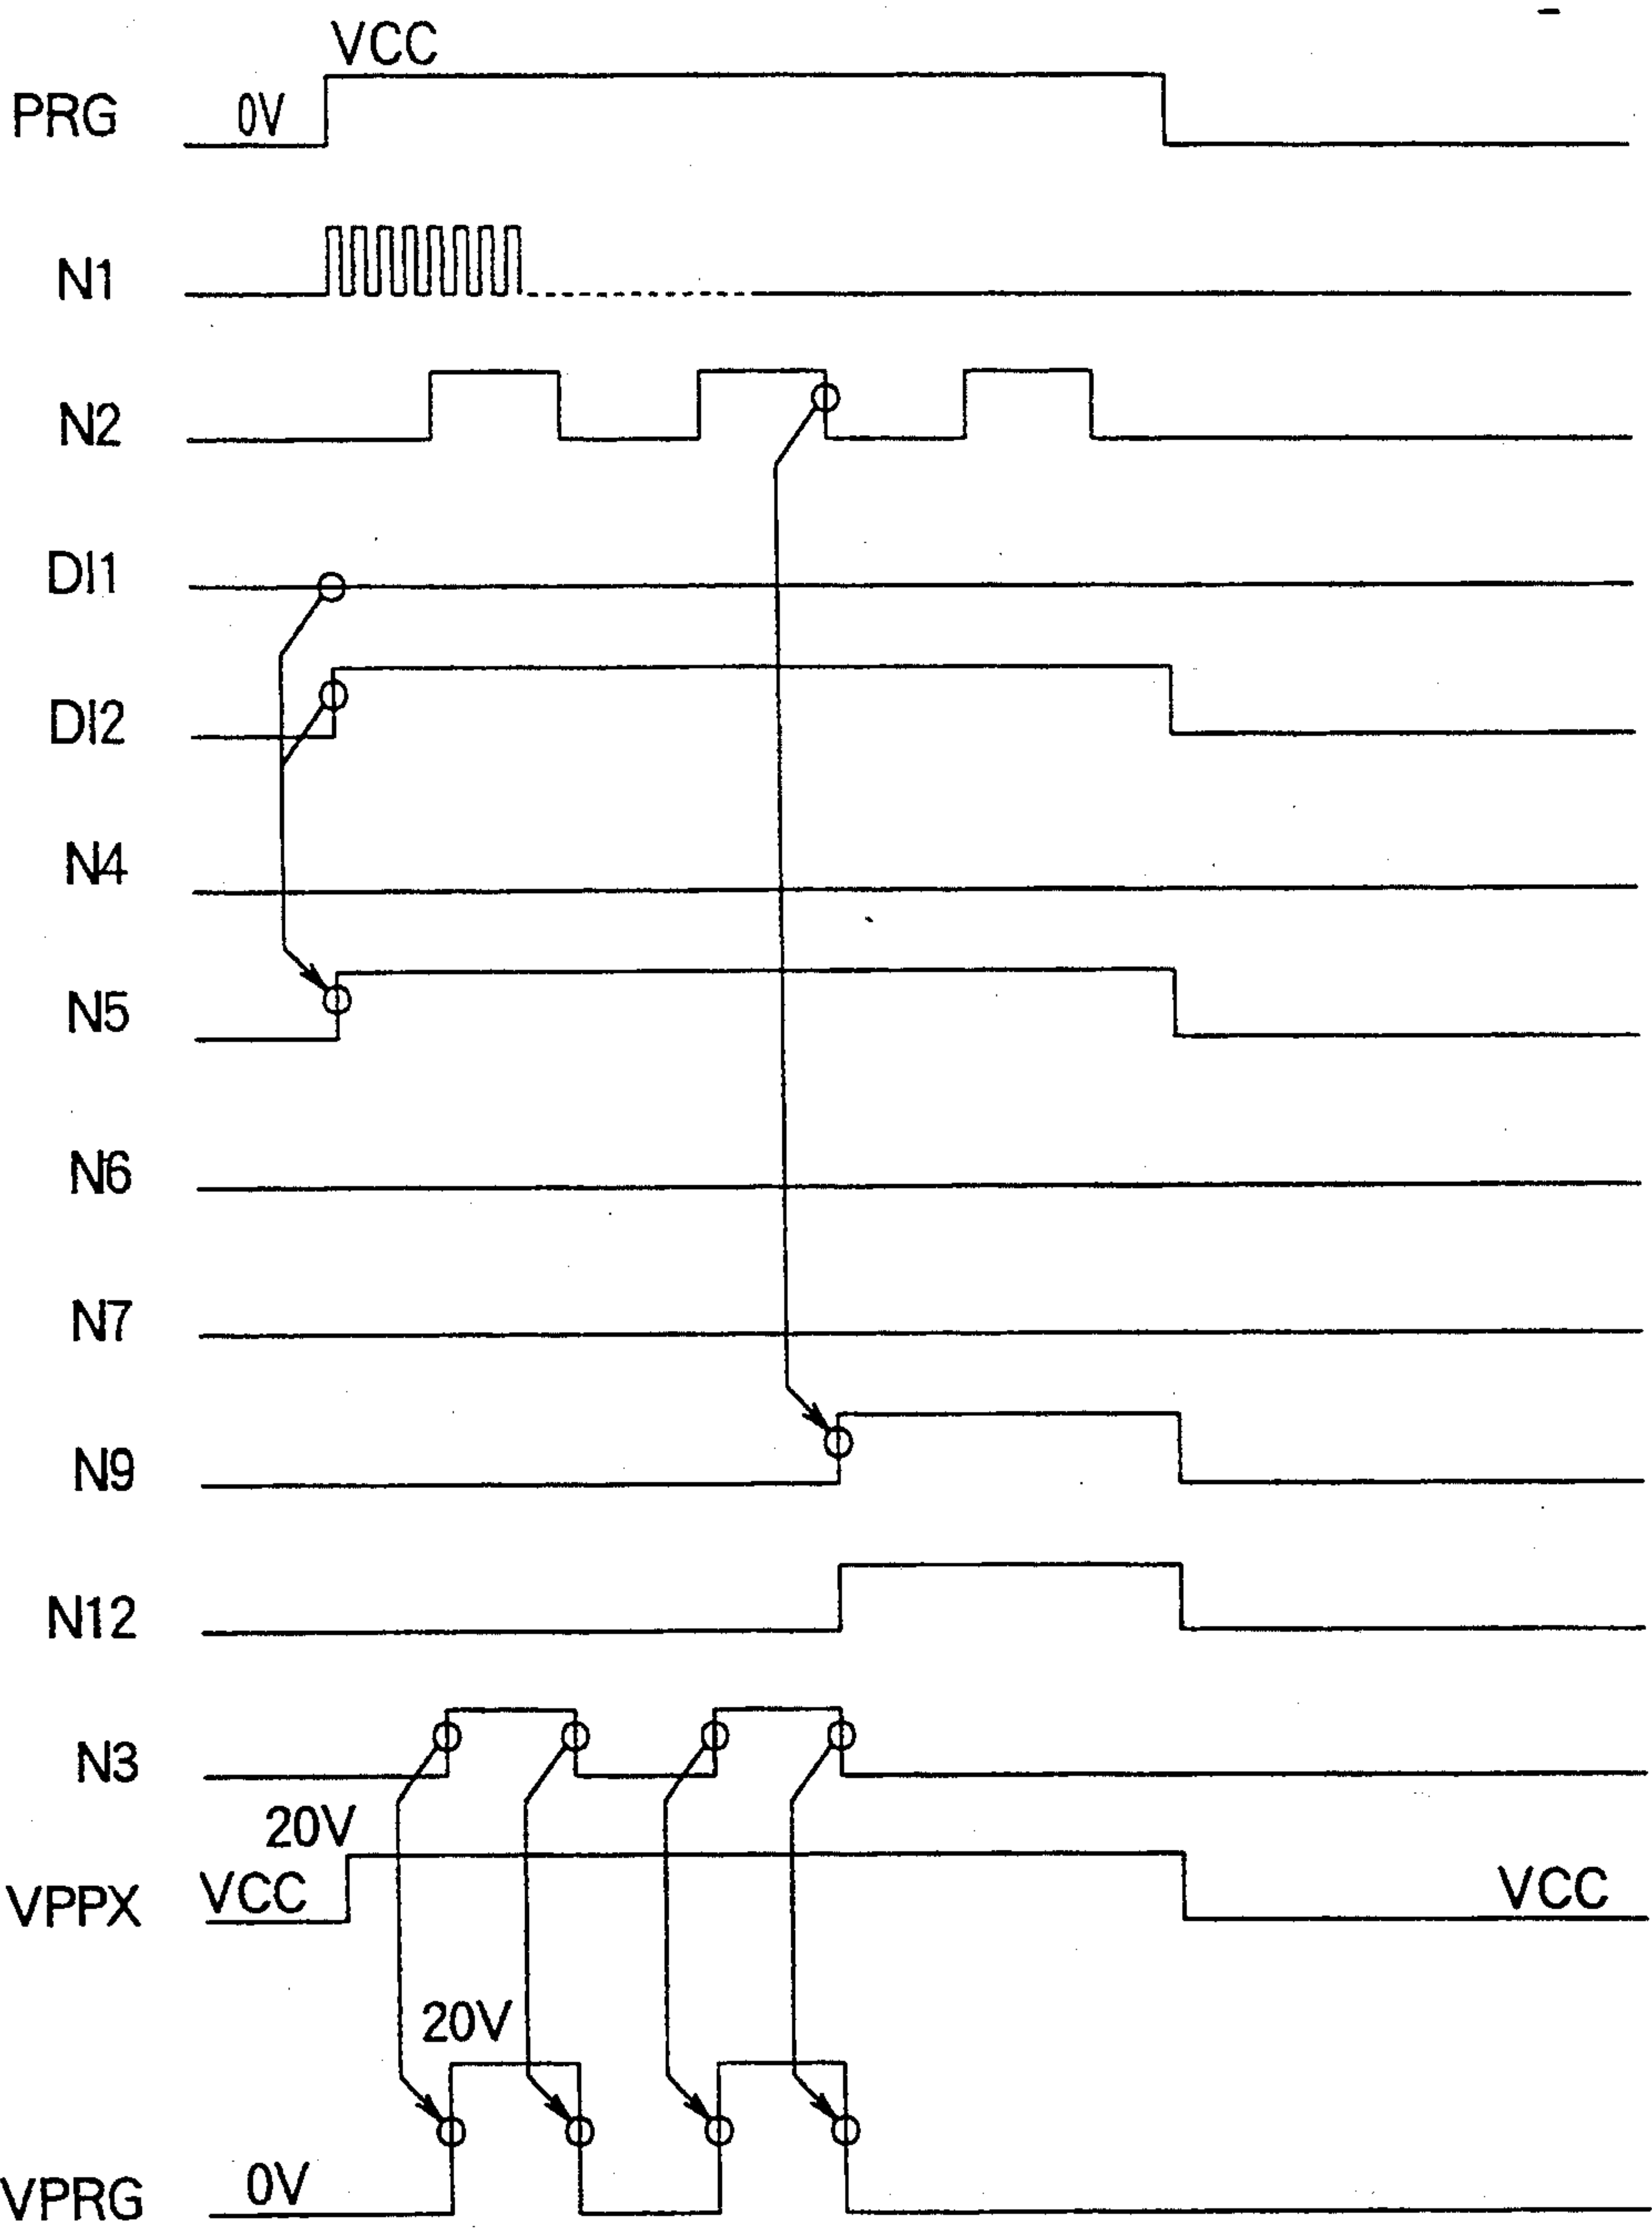 VCC
PRG 0V
N1
N2
DI1
DI2
N4
N5
N6
N7
N9
N12
N3
20V
VPPX VCC VCC
20V
VPRG 0V